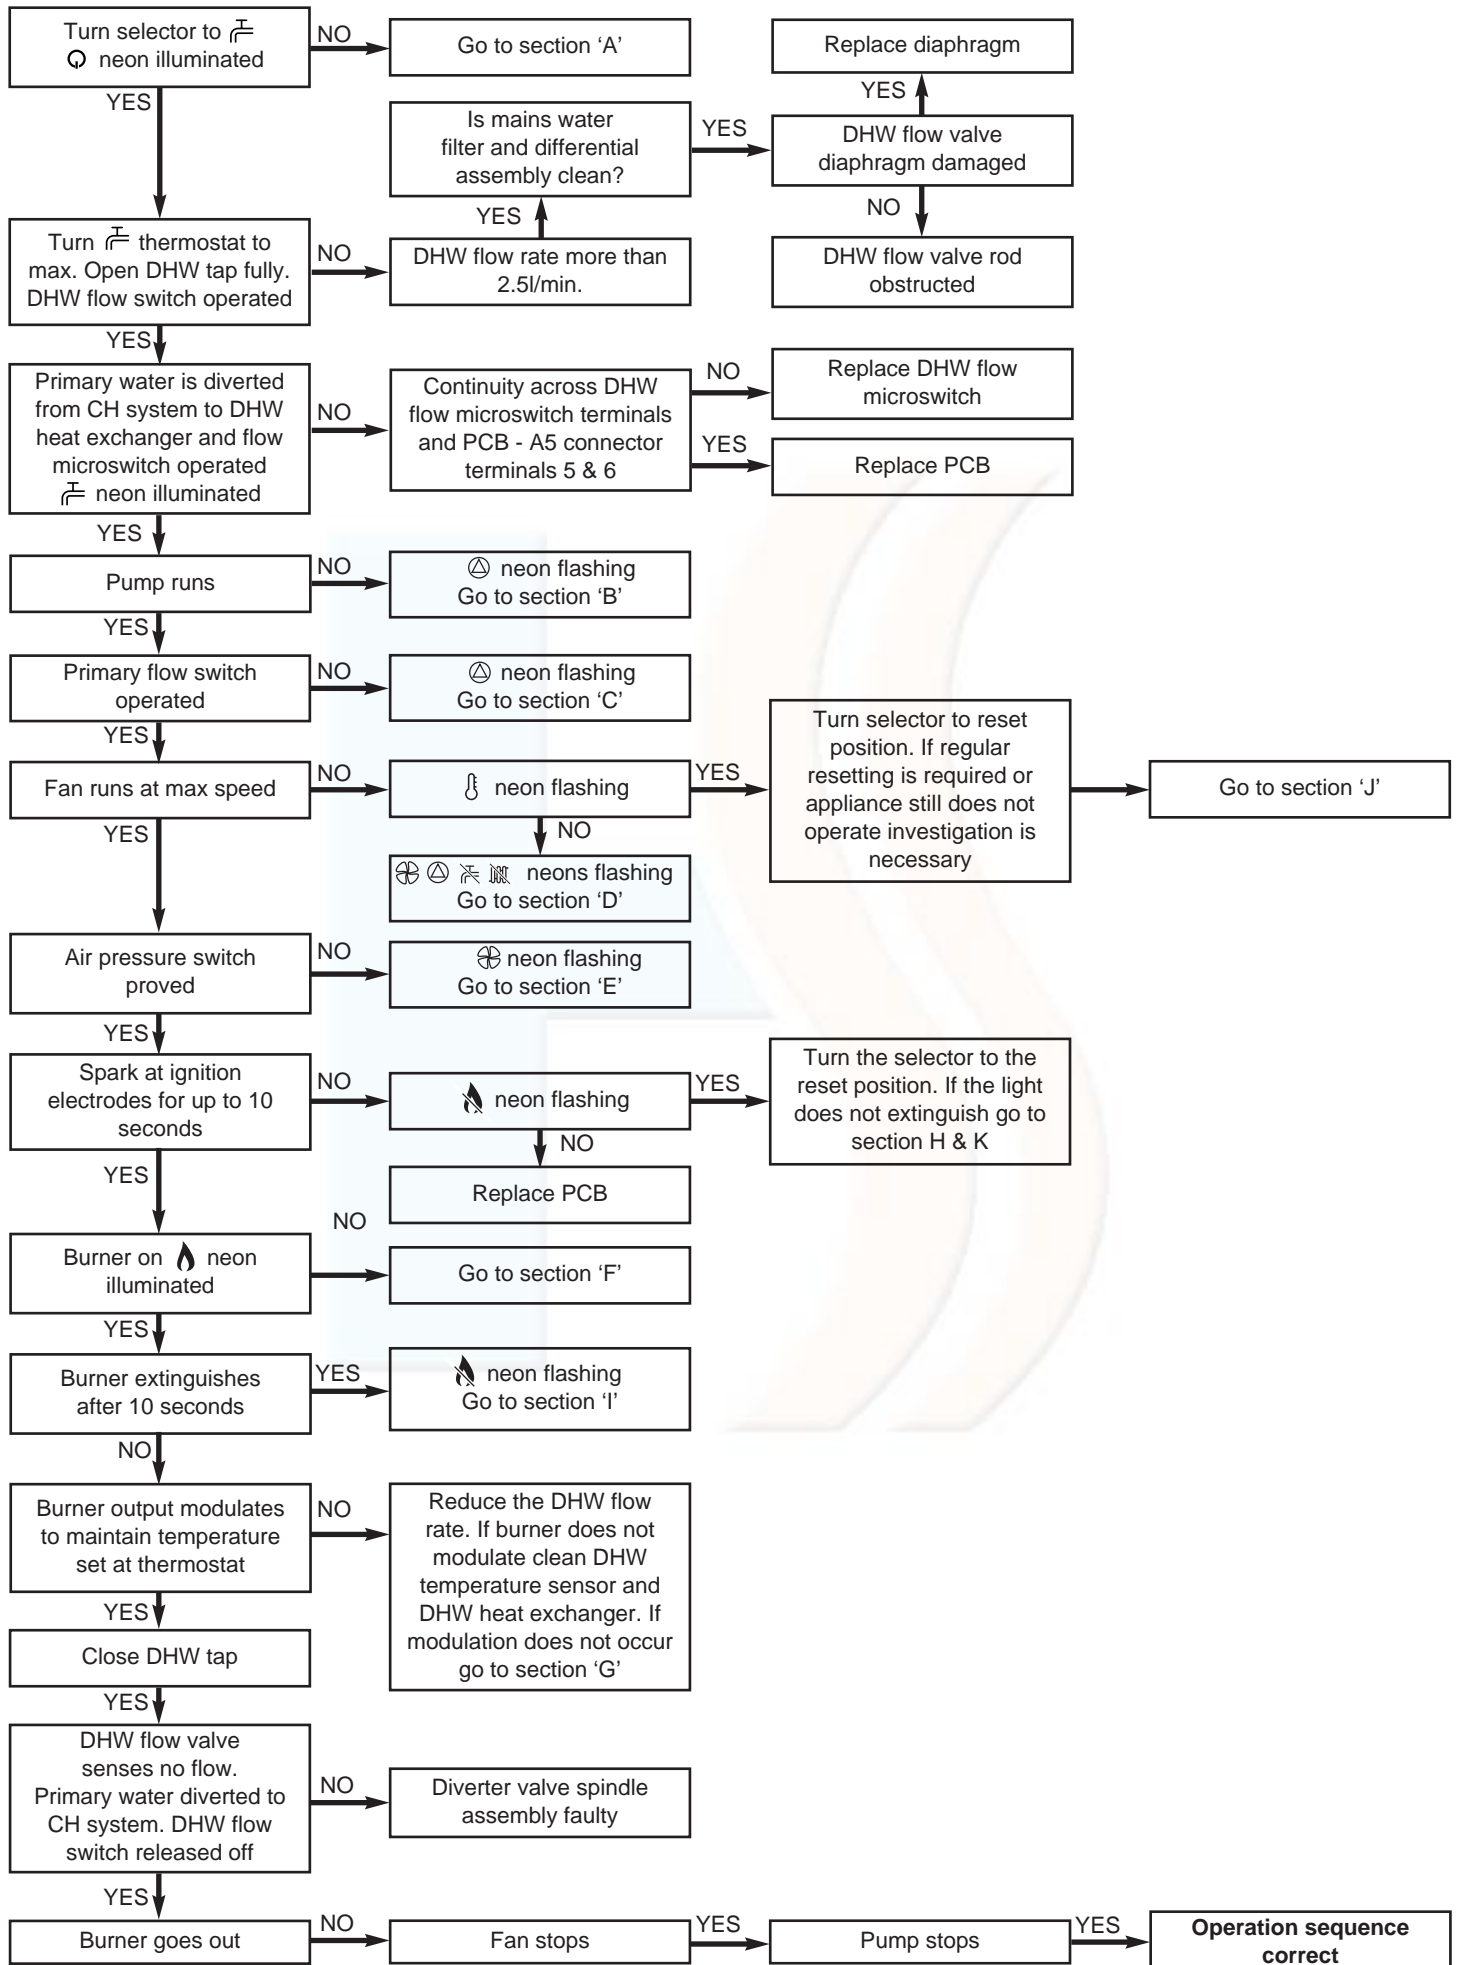 Turn selector to
neon illuminated
NO
Go to section ‘A’
Replace diaphragm
YES
YES
Is mains water
filter and differential
assembly clean?
YES
DHW flow valve
diaphragm damaged
YES
NO
Turn thermostat to
max. Open DHW tap fully.
DHW flow switch operated
NO
DHW flow rate more than
2.5l/min.
DHW flow valve rod
obstructed
YES
Primary water is diverted
from CH system to DHW
heat exchanger and flow
microswitch operated
neon illuminated
NO
Continuity across DHW
flow microswitch terminals
and PCB - A5 connector
terminals 5 & 6
NO
Replace DHW flow
microswitch
YES
Replace PCB
YES
Pump runs
NO
neon flashing
Go to section ‘B’
YES
Primary flow switch
operated
NO
neon flashing
Go to section ‘C’
YES
Fan runs at max speed
NO
neon flashing
YES
Turn selector to reset
position. If regular
resetting is required or
appliance still does not
operate investigation is
necessary
Go to section ‘J’
YES
NO
neons flashing
Go to section ‘D’
Air pressure switch
proved
NO
neon flashing
Go to section ‘E’
YES
Spark at ignition
electrodes for up to 10
seconds
NO
neon flashing
YES
Turn the selector to the
reset position. If the light
does not extinguish go to
section H & K
YES
NO
Replace PCB
NO
Burner on neon
illuminated
Go to section ‘F’
YES
Burner extinguishes
after 10 seconds
YES
neon flashing
Go to section ‘I’
NO
Burner output modulates
to maintain temperature
set at thermostat
NO
Reduce the DHW flow
rate. If burner does not
modulate clean DHW
temperature sensor and
DHW heat exchanger. If
modulation does not occur
go to section ‘G’
YES
Close DHW tap
YES
DHW flow valve
senses no flow.
Primary water diverted to
CH system. DHW flow
switch released off
NO
Diverter valve spindle
assembly faulty
YES
Burner goes out
NO
Fan stops
YES
Pump stops
YES
Operation sequence
correct